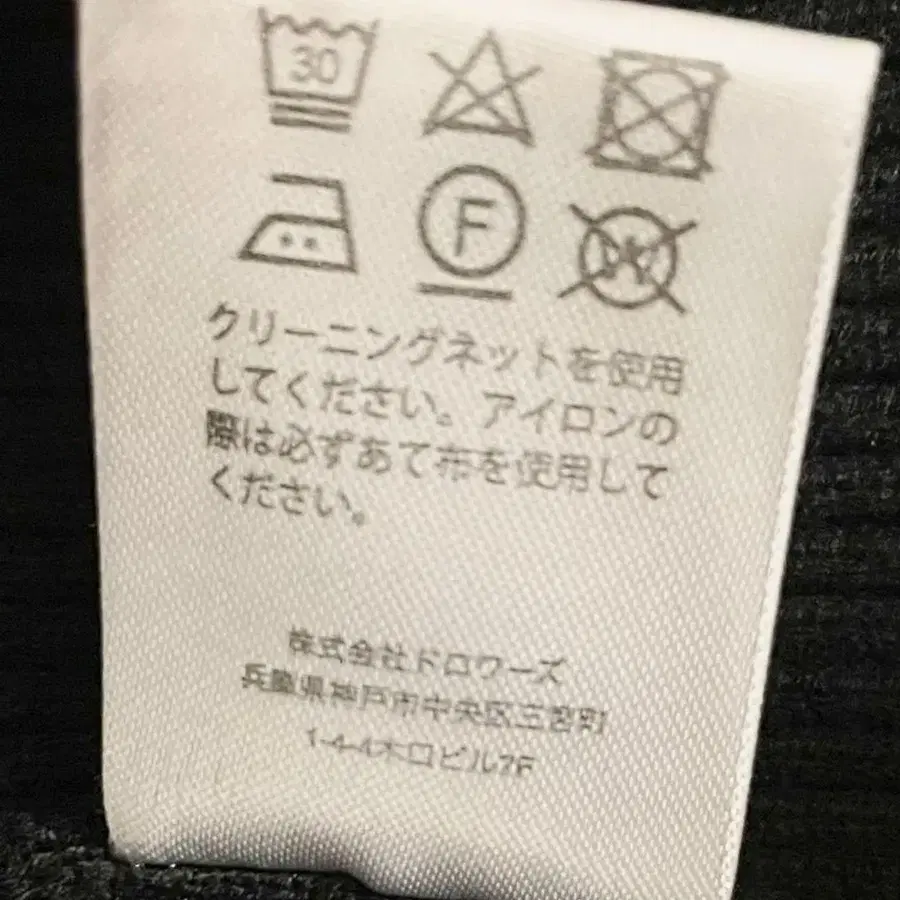 30
F
W
クリーニングネットを使用
してください。アイロンの
際は必ずあて布を使用して
ください。
株式会社ドロワーズ
兵庫県神戸市中央区三宮町
1-4-4木口ビル7F